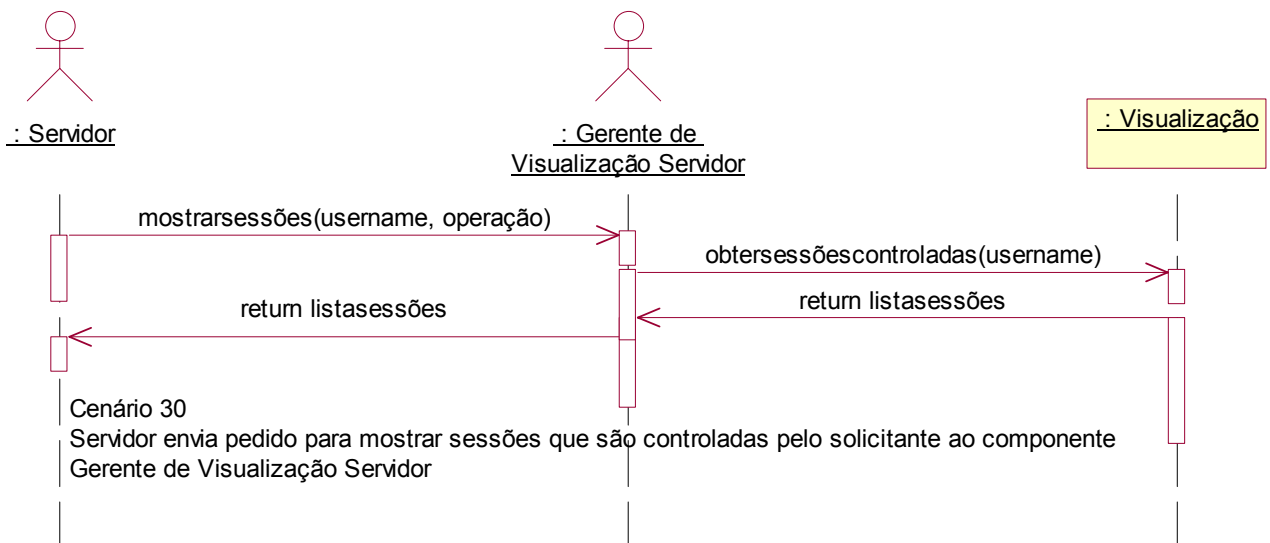 : Servidor
: Gerente de
Visualização Servidor
: Visualização
mostrarsessões(username, operação)
obtersessõescontroladas(username)
return listasessões
return listasessões
Cenário 30
Servidor envia pedido para mostrar sessões que são controladas pelo solicitante ao componente
Gerente de Visualização Servidor